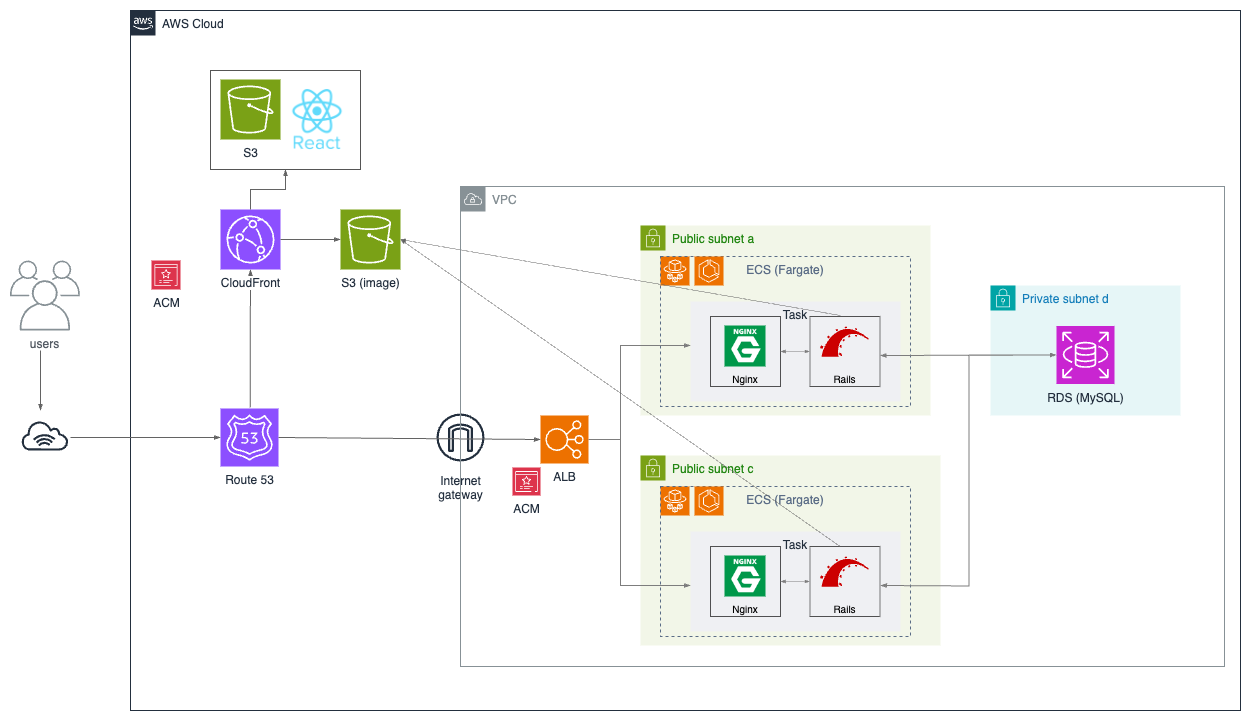 aws
AWS Cloud
S3
React
VPC
Public subnet a
ECS (Fargate)
Private subnet d
ACM
CloudFront
S3 (image)
users
Task
NGINX
Nginx
Rails
RDS (MySQL)
53
Route 53
Internet
gateway
ALB
ACM
Public subnet c
ECS (Fargate)
Task
NGINX
Nginx
Rails